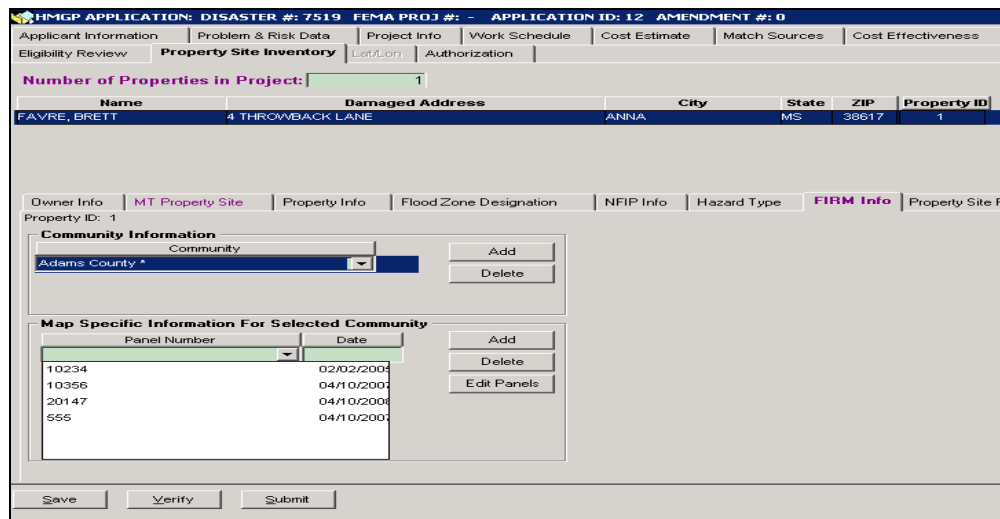 HMGP APPLICATION: DISASTER #: 7519 FEMA PROJ #: - APPLICATION ID: 12 AMENDMENT #: 0
Applicant Information Problem & Risk Data Project Info Work Schedule Cost Estimate Match Sources Cost Effectiveness
Eligibility Review Property Site Inventory Lat/Lon Authorization
Number of Properties in Project: 1
Name Damaged Address City State ZIP Property ID
FAVRE, BRETT 4 THROWBACK LANE ANNA MS 38617 1
Owner Info MT Property Site Property Info Flood Zone Designation NFIP Info Hazard Type FIRM Info Property Site
Property ID: 1
Community Information
Community Add
Adams County *
Delete
Map Specific Information For Selected Community
Panel Number Date Add
Delete
10234 02/02/200
10356 04/10/200 Edit Panels
20147 04/10/200
555 04/10/200
Save Verify Submit